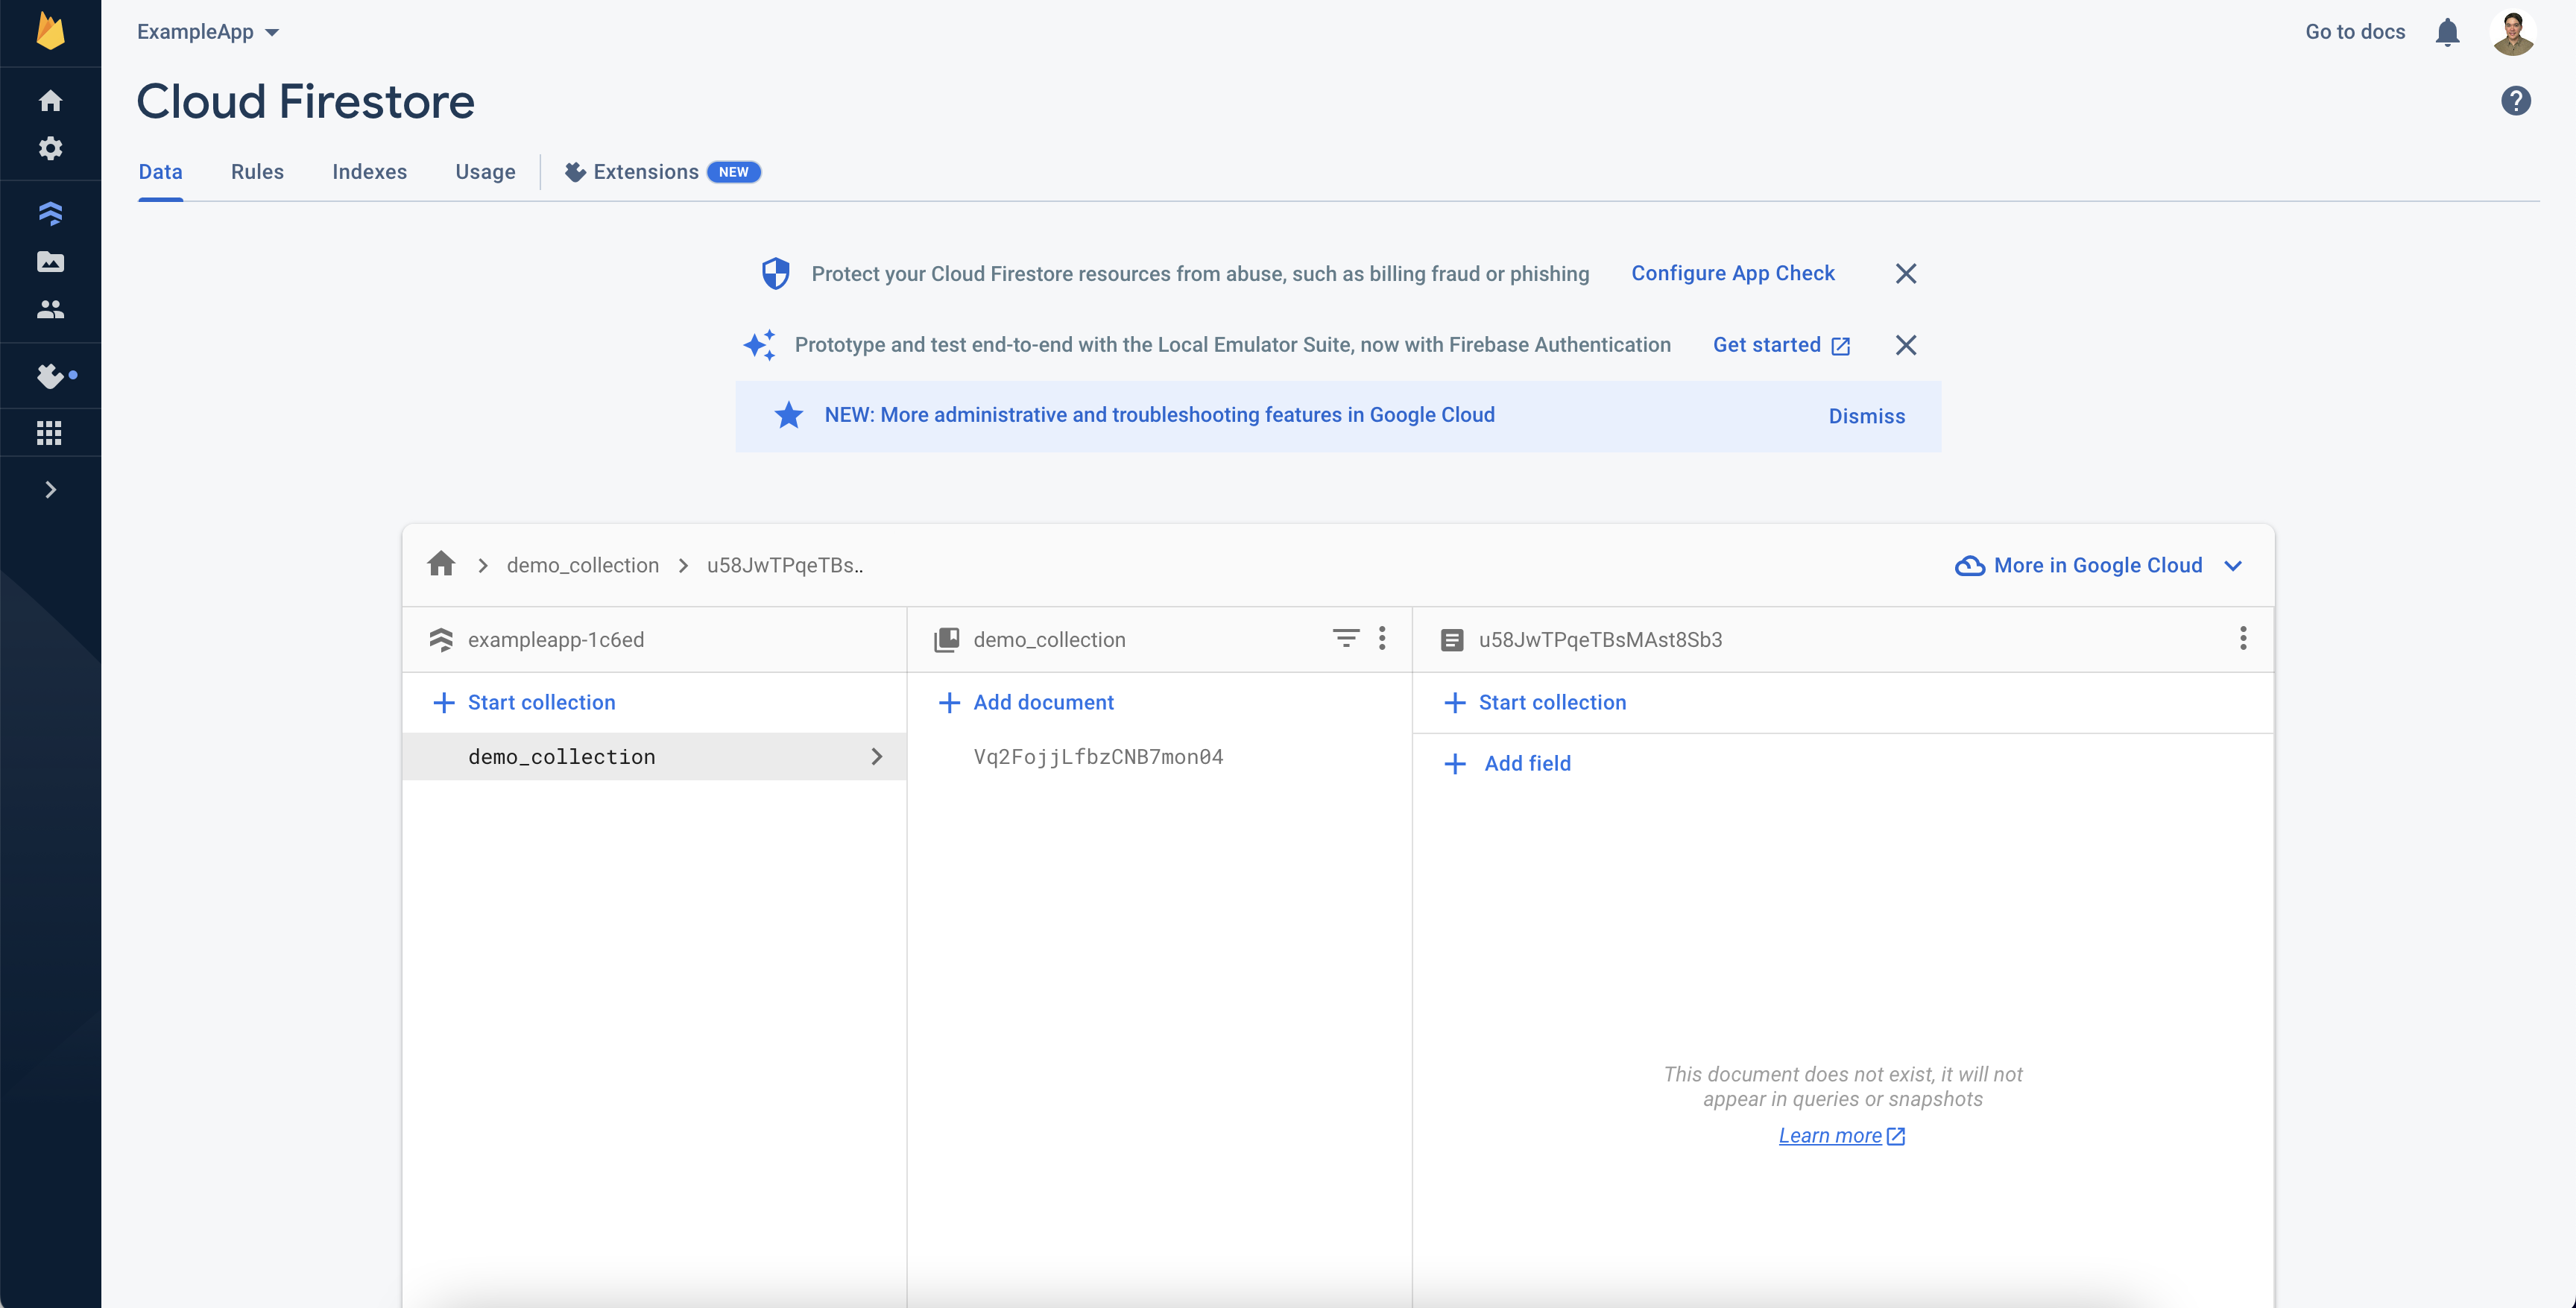 ExampleApp
Go to docs
Cloud Firestore
Data
Rules
Indexes
Usage
Extensions
NEW
Protect your Cloud Firestore resources from abuse, such as billing fraud or phishing
Configure App Check
Prototype and test end-to-end with the Local Emulator Suite, now with Firebase Authentication
Get started
NEW: More administrative and troubleshooting features in Google Cloud
Dismiss
demo_collection
u58JwTPqeTBs..
More in Google Cloud
exampleapp-1c6ed
demo_collection
u58JwTPqeTBsMAst8Sb3
Start collection
Add document
Start collection
demo_collection
Vq2FojjLfbzCNB7mon04
Add field
This document does not exist, it will not
appear in queries or snapshots
Learn more